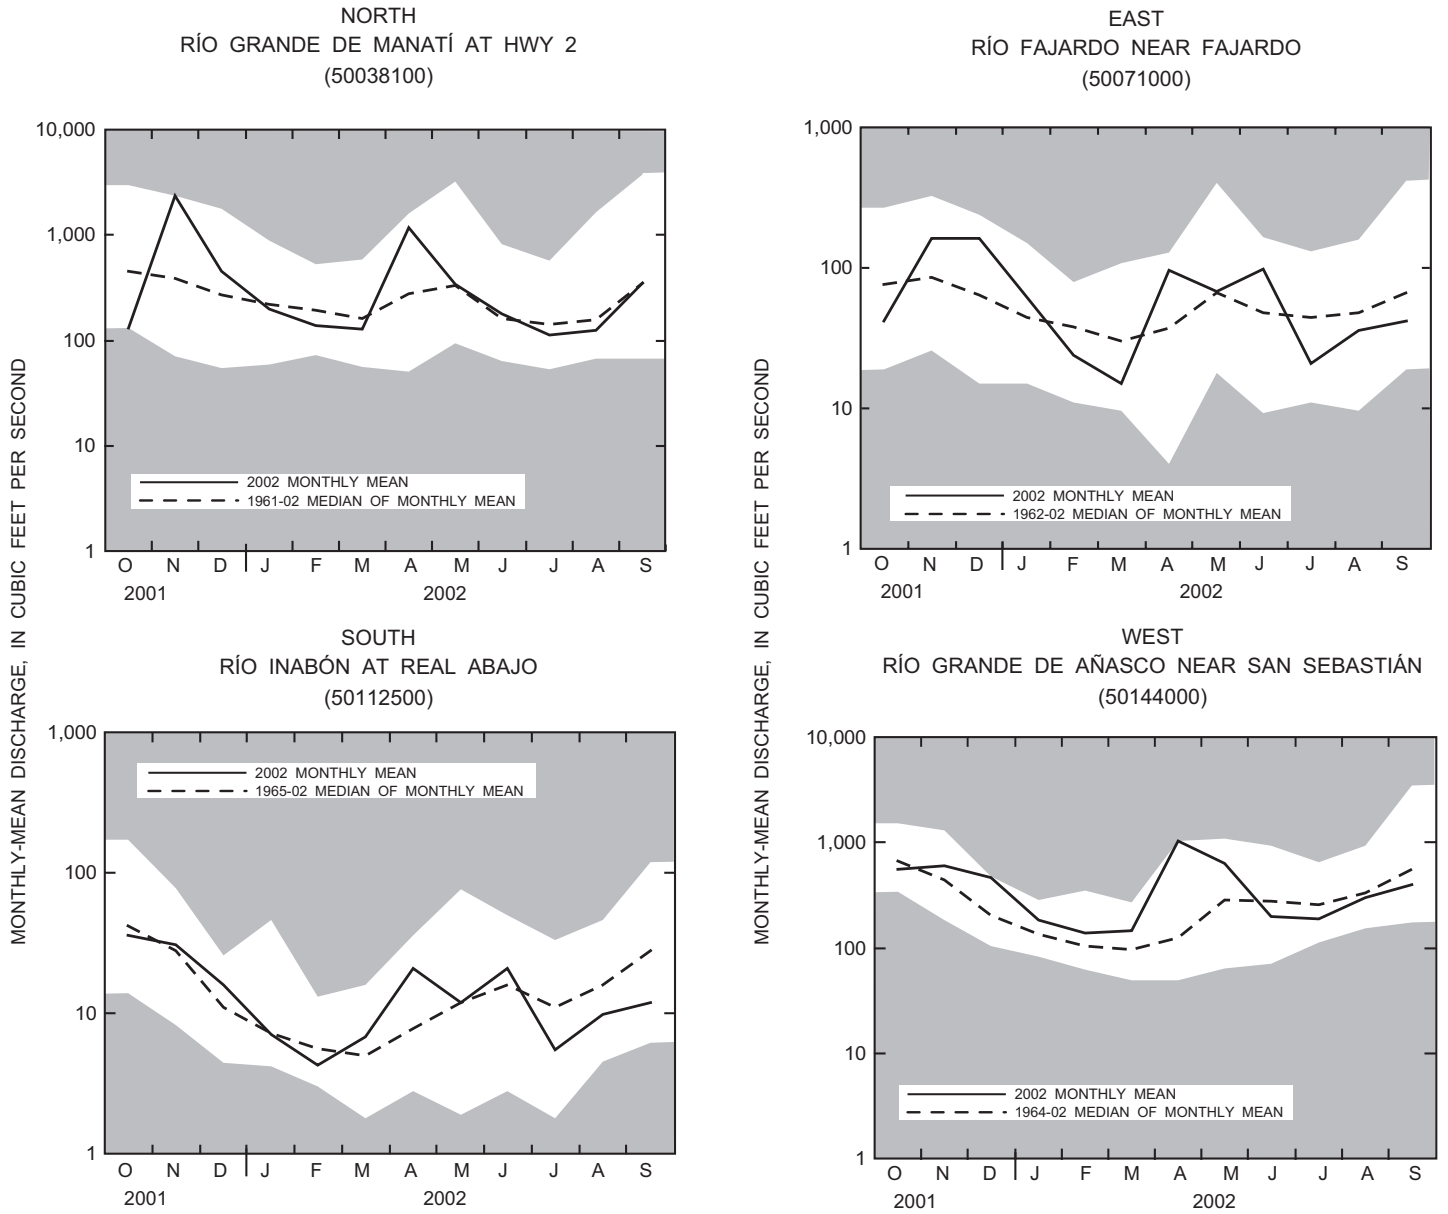 NORTH
RÍO GRANDE DE MANATÍ AT HWY 2
(50038100)
10,000
1,000
100
10
1
2002 MONTHLY MEAN
1961-02 MEDIAN OF MONTHLY MEAN
O N D J F M A M J J A S
2001 2002
EAST
RÍO FAJARDO NEAR FAJARDO
(50071000)
1,000
100
10
1
2002 MONTHLY MEAN
1962-02 MEDIAN OF MONTHLY MEAN
O N D J F M A M J J A S
2001 2002
MONTHLY-MEAN DISCHARGE, IN CUBIC FEET PER SECOND
MONTHLY-MEAN DISCHARGE, IN CUBIC FEET PER SECOND
SOUTH
RÍO INABÓN AT REAL ABAJO
(50112500)
1,000
100
10
1
2002 MONTHLY MEAN
1965-02 MEDIAN OF MONTHLY MEAN
O N D J F M A M J J A S
2001 2002
WEST
RÍO GRANDE DE AÑASCO NEAR SAN SEBASTIÁN
(50144000)
10,000
1,000
100
10
1
2002 MONTHLY MEAN
1964-02 MEDIAN OF MONTHLY MEAN
O N D J F M A M J J A S
2001 2002